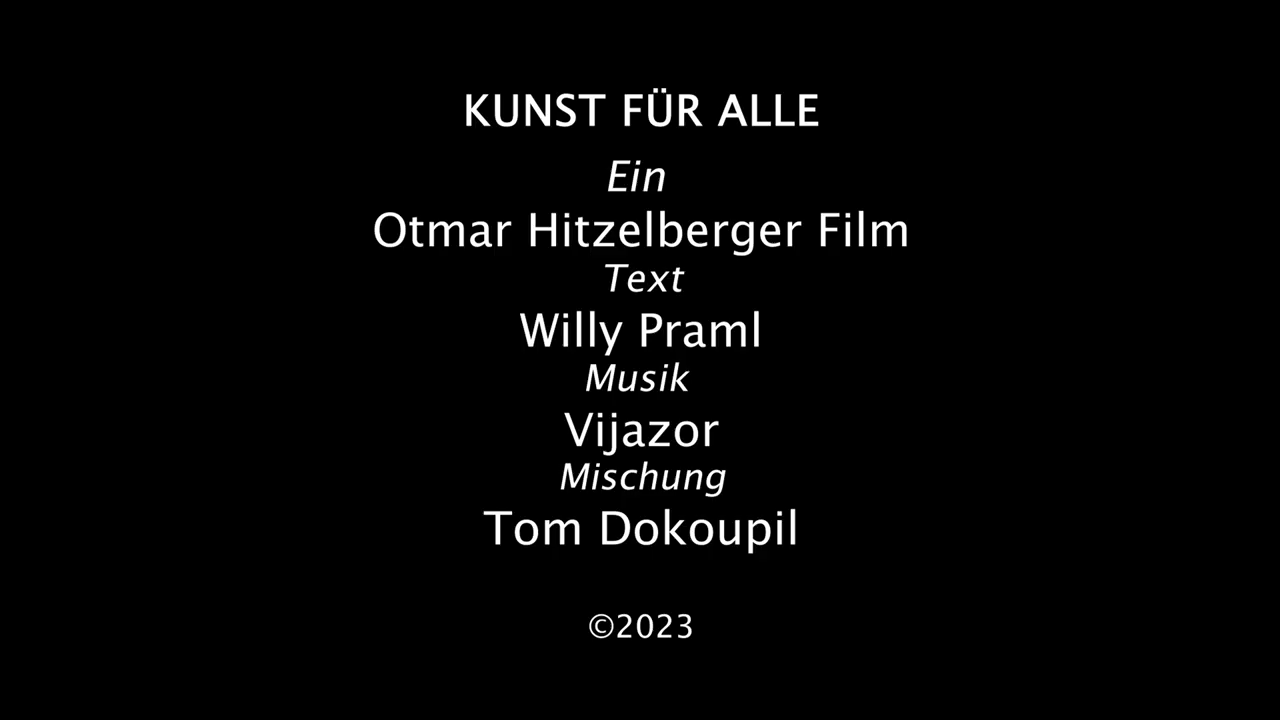 KUNST FÜR ALLE
Ein
Otmar Hitzelberger Film
Text
Willy Praml
Musik
Vijazor
Mischung
Tom Dokoupil
©2023